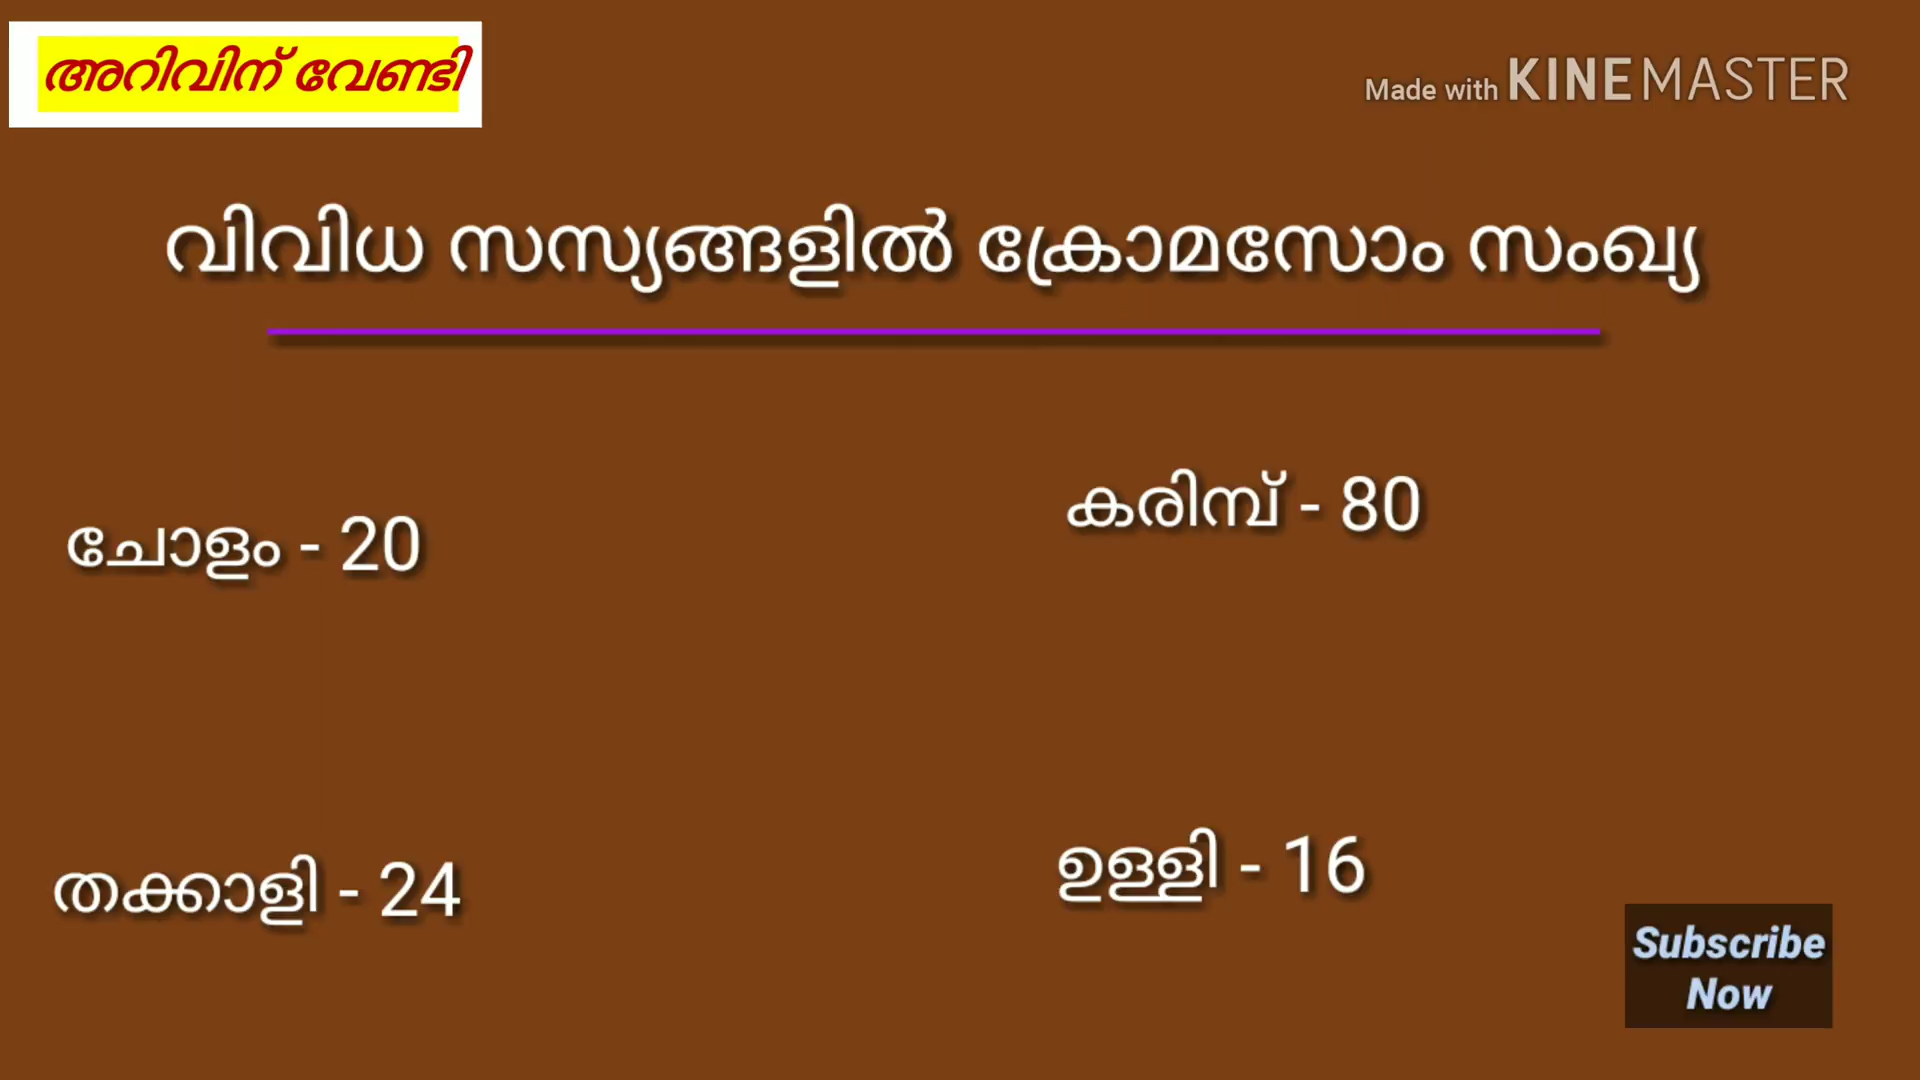 അറിവിന് വേണ്ടി
Made with KINEMASTER
വിവിധ സസ്യങ്ങളിൽ ക്രോമസോം സംഖ്യ
ചോളം - 20
കരിമ്പ് - 80
തക്കാളി - 24
ഉള്ളി - 16
Subscribe
Now